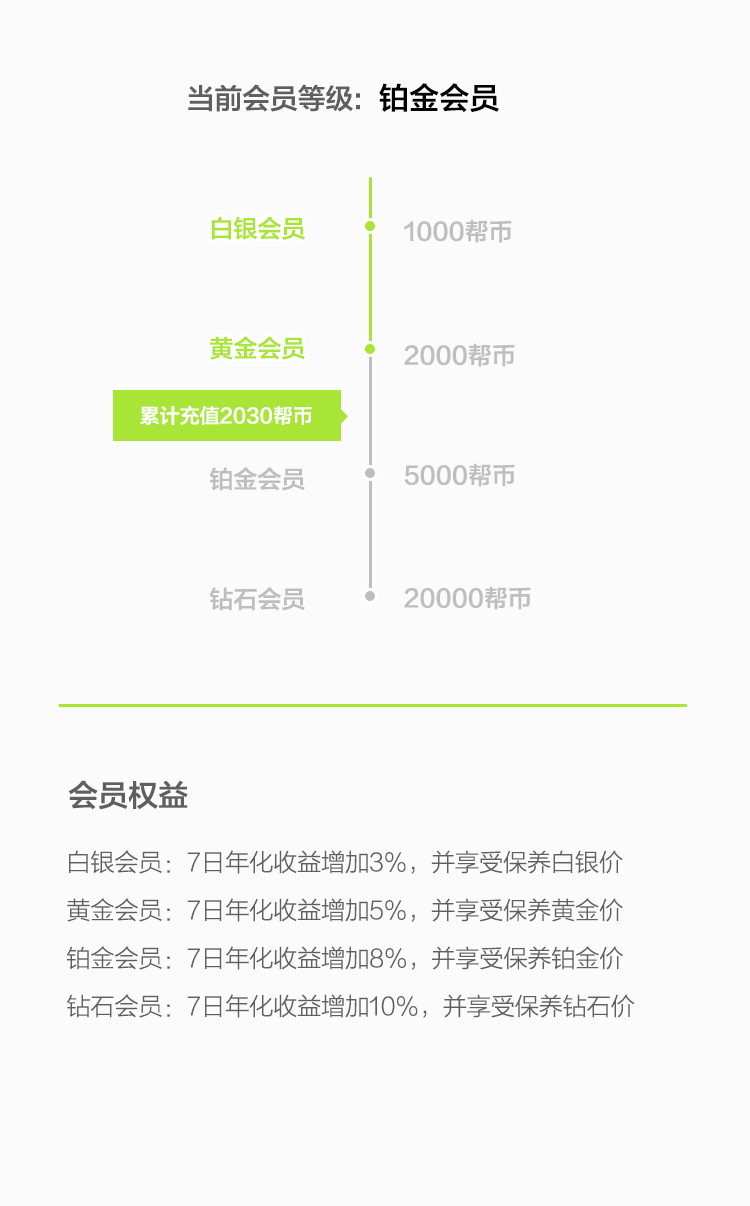 当前会员等级: 铂金会员
白银会员 1000帮币
黄金会员 2000帮币
累计充值2030帮币
铂金会员 5000帮币
钻石会员 20000帮币
会员权益
白银会员：7日年化收益增加3%，并享受保养白银价
黄金会员：7日年化收益增加5%，并享受保养黄金价
铂金会员：7日年化收益增加8%，并享受保养铂金价
钻石会员：7日年化收益增加10%，并享受保养钻石价